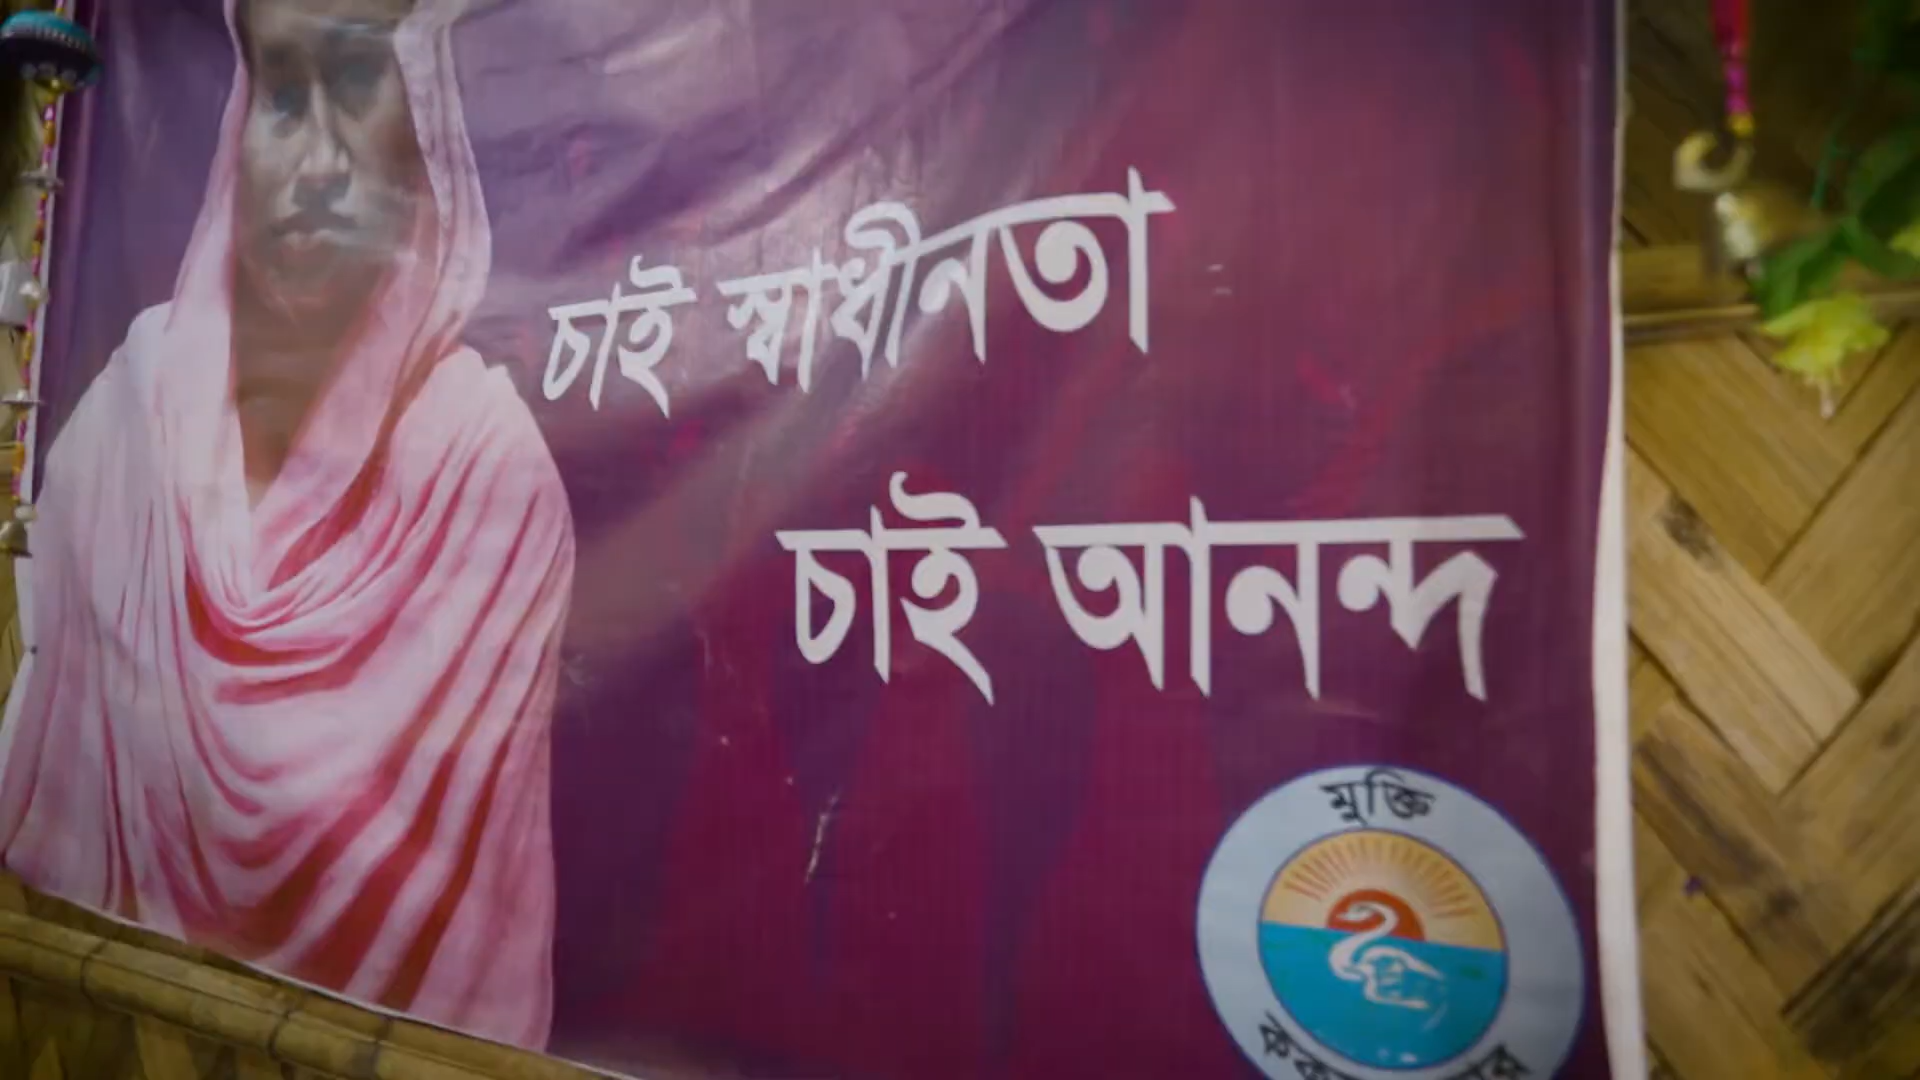 চাই স্বাধীনতা
চাই আনন্দ
মুক্তি